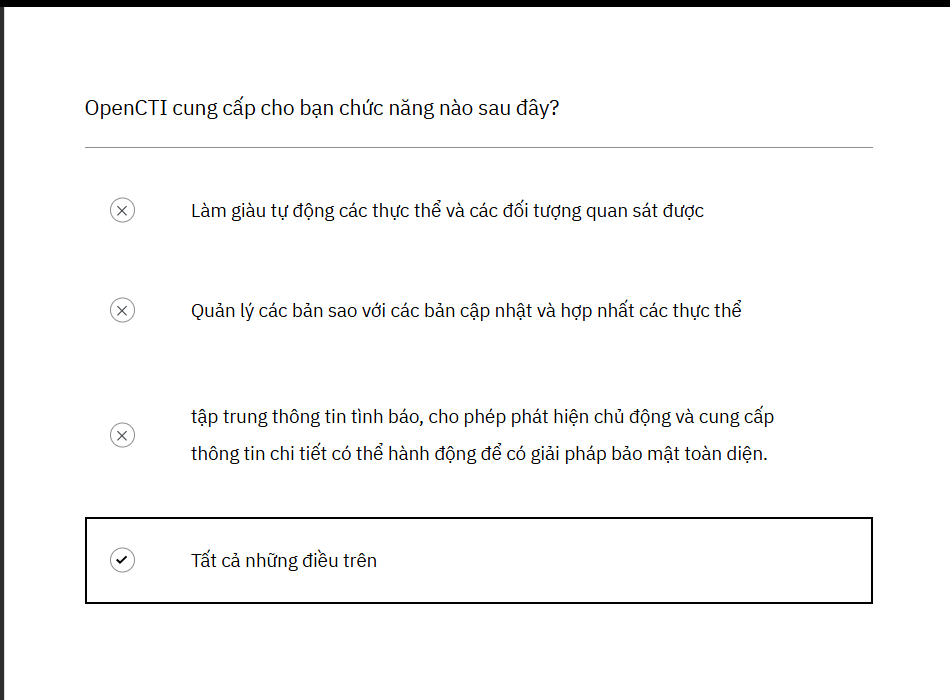 OpenCTI cung cấp cho bạn chức năng nào sau đây?
Làm giàu tự động các thực thể và các đối tượng quan sát được
Quản lý các bản sao với các bản cập nhật và hợp nhất các thực thể
tập trung thông tin tình báo, cho phép phát hiện chủ động và cung cấp
thông tin chi tiết có thể hành động để có giải pháp bảo mật toàn diện.
Tất cả những điều trên